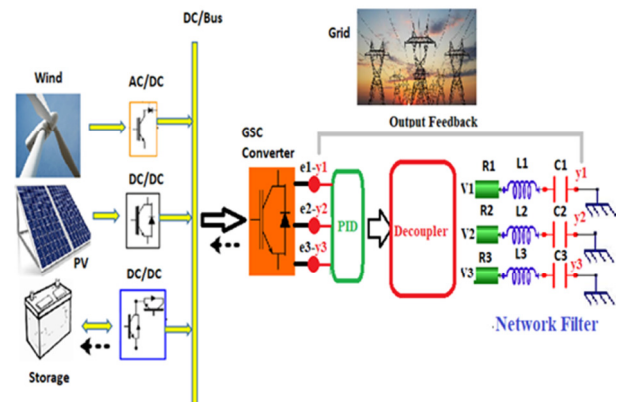 DC/Bus
Grid
Wind
AC/DC
Output Feedback
GSC
Converter
DC/DC
PV
DC/DC
Storage
e1-y1
e2-y2
e3-y3
PID
Decoupler
R1 L1 C1 y1
V1
R2 L2 C2 y2
V2
R3 L3 C3 y3
V3
Network Filter